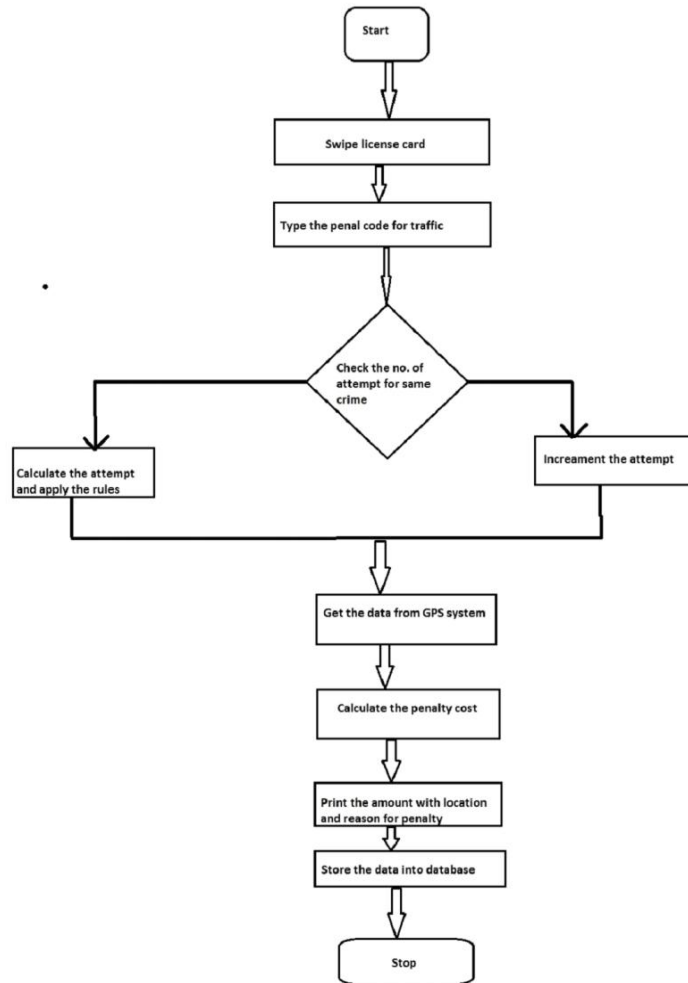 Start
Swipe license card
Type the penal code for traffic
Check the no. of
attempt for same
crime
Calculate the attempt
and apply the rules
Increament the attempt
Get the data from GPS system
Calculate the penalty cost
Print the amount with location
and reason for penalty
Store the data into database
Stop